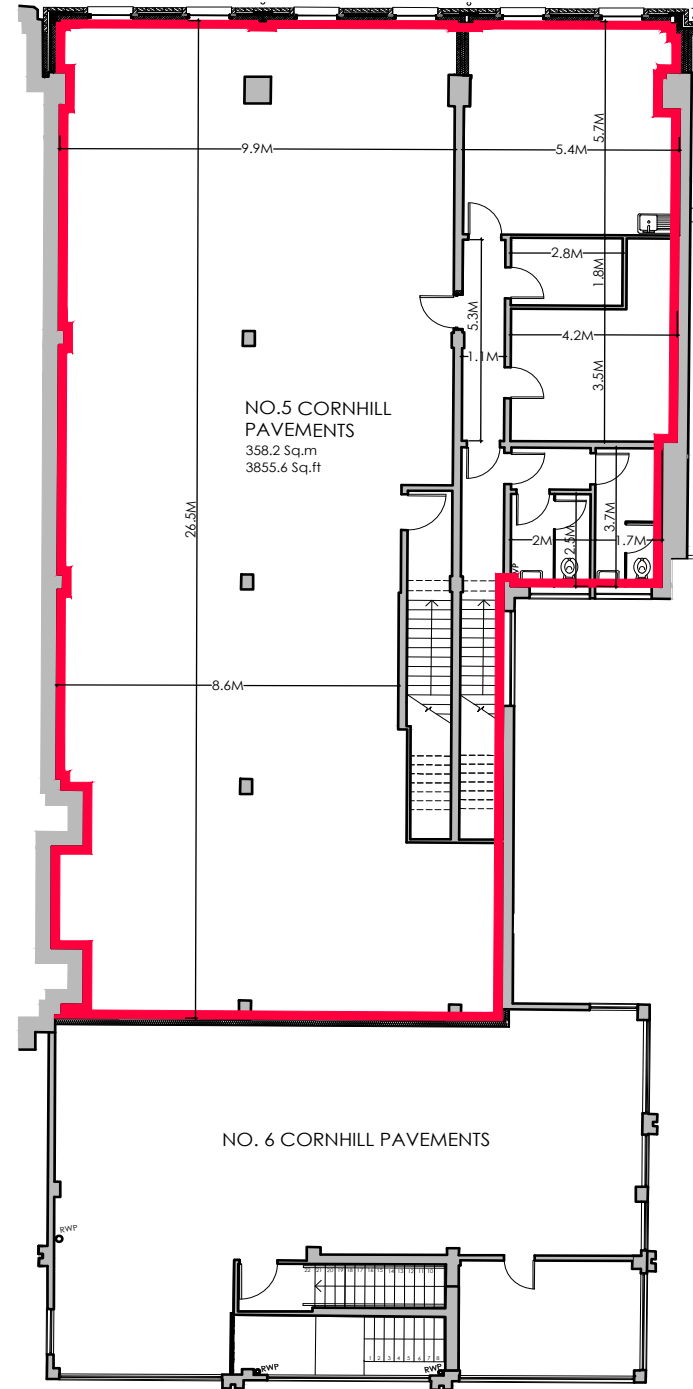 5.7M
9.9M
5.4M
2.8M
1.8M
5.3M
4.2M
1.1M
3.5M
NO.5 CORNHILL
PAVEMENTS
358.2 Sq.m
3855.6 Sq.ft
26.5M
3.7M
2M
2.5M
1.7M
8.6M
NO. 6 CORNHILL PAVEMENTS
RWP
RWP
RWP